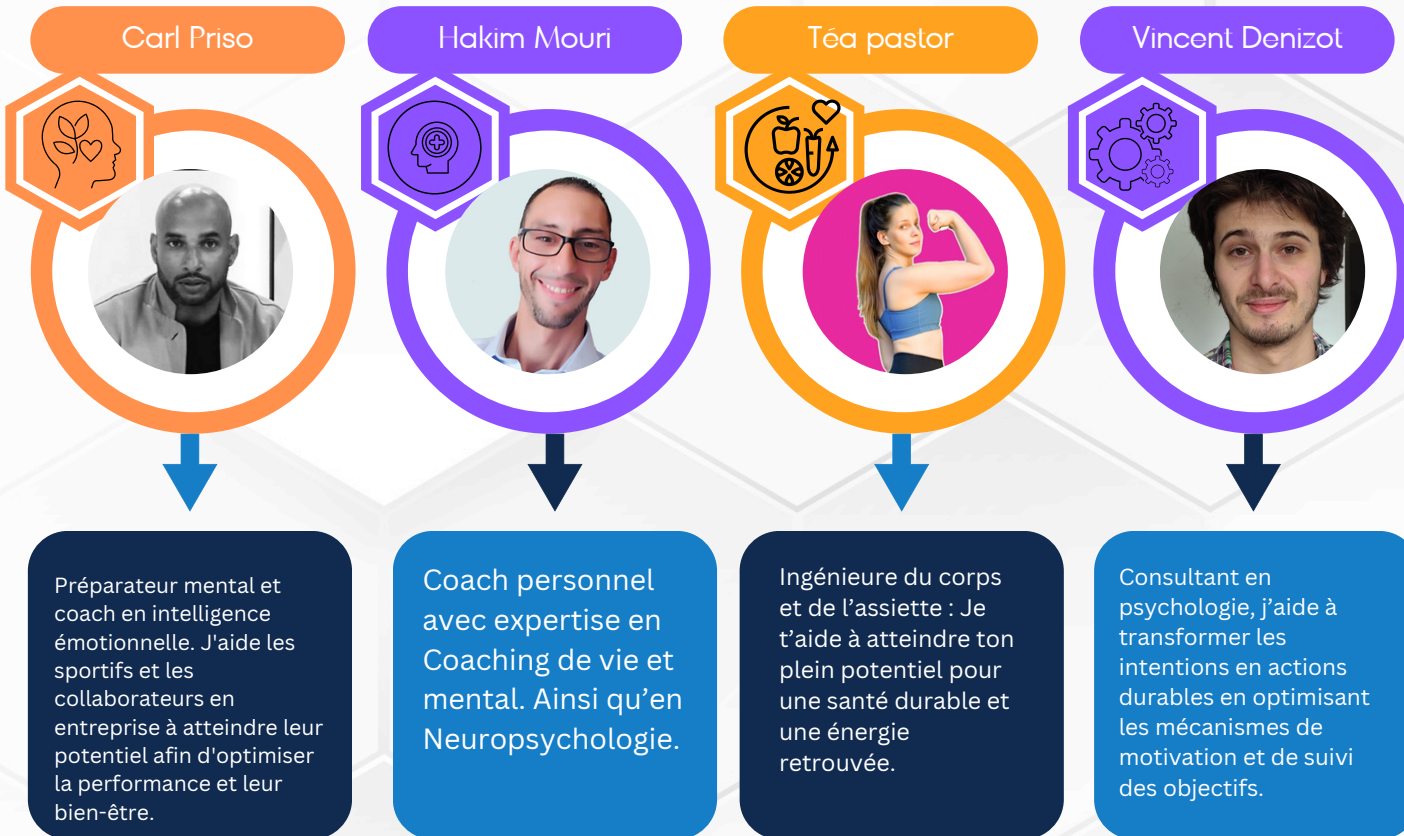 Carl Priso
Hakim Mouri
Téa pastor
Vincent Denizot
Préparateur mental et
coach en intelligence
émotionnelle. J'aide les
sportifs et les
collaborateurs en
entreprise à atteindre leur
potentiel afin d'optimiser
la performance et leur
bien-être.
Coach personnel
avec expertise en
Coaching de vie et
mental. Ainsi qu’en
Neuropsychologie.
Ingénieure du corps
et de l’assiette : Je
t’aide à atteindre ton
plein potentiel pour
une santé durable et
une énergie
retrouvée.
Consultant en
psychologie, j’aide à
transformer les
intentions en actions
durables en optimisant
les mécanismes de
motivation et de suivi
des objectifs.